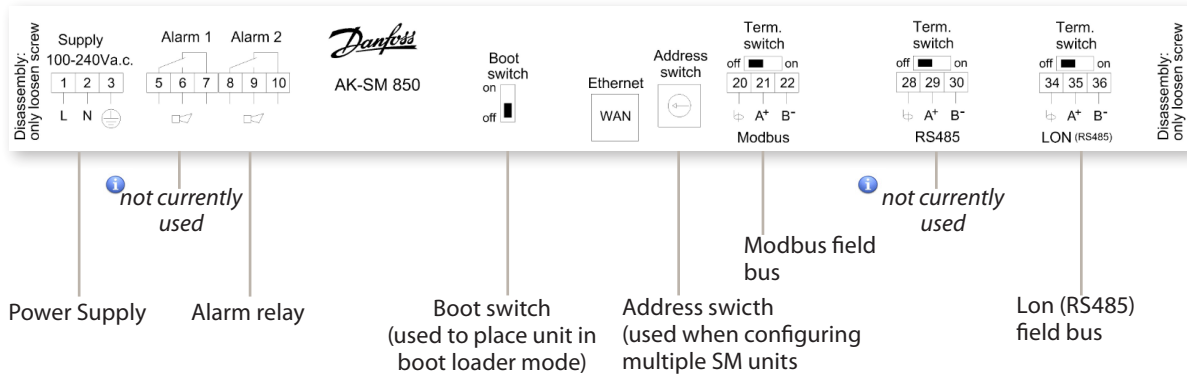 Disassembly:
only loosen screw
Supply
100-240Va.c.
1 2 3
L N
Alarm 1 Alarm 2
5 6 7 8 9 10
Danfoss
AK-SM 850
Boot
switch
on
off
Ethernet
WAN
Address
switch
Term.
switch
off on
20 21 22
A+ B-
Modbus
Term.
switch
off on
28 29 30
A+ B-
RS485
Term.
switch
off on
34 35 36
A+ B-
LON (RS485)
Disassembly:
only loosen screw
i not currently
used
i not currently
used
Power Supply
Alarm relay
Boot switch
(used to place unit in
boot loader mode)
Address swicth
(used when configuring
multiple SM units
Modbus field
bus
Lon (RS485)
field bus